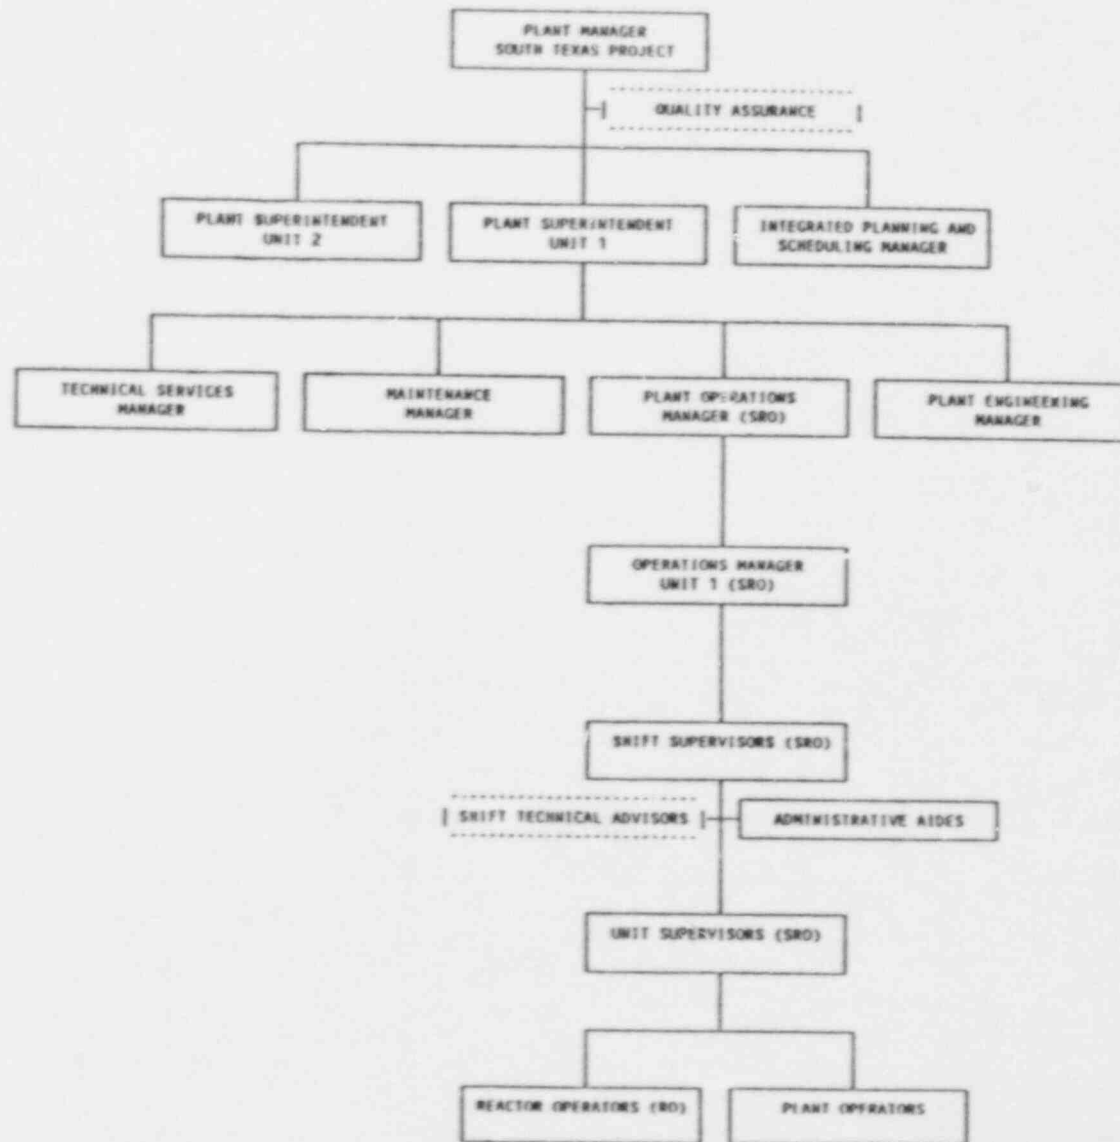 PLANT MANAGER
SOUTH TEXAS PROJECT
QUALITY ASSURANCE
PLANT SUPERINTENDENT
UNIT 2
PLANT SUPERINTENDENT
UNIT 1
INTEGRATED PLANNING AND
SCHEDULING MANAGER
TECHNICAL SERVICES
MANAGER
MAINTENANCE
MANAGER
PLANT OPERATIONS
MANAGER (SRO)
PLANT ENGINEERING
MANAGER
OPERATIONS MANAGER
UNIT 1 (SRO)
SHIFT SUPERVISORS (SRO)
SHIFT TECHNICAL ADVISORS
ADMINISTRATIVE AIDES
UNIT SUPERVISORS (SRO)
REACTOR OPERATORS (RO)
PLANT OPERATORS